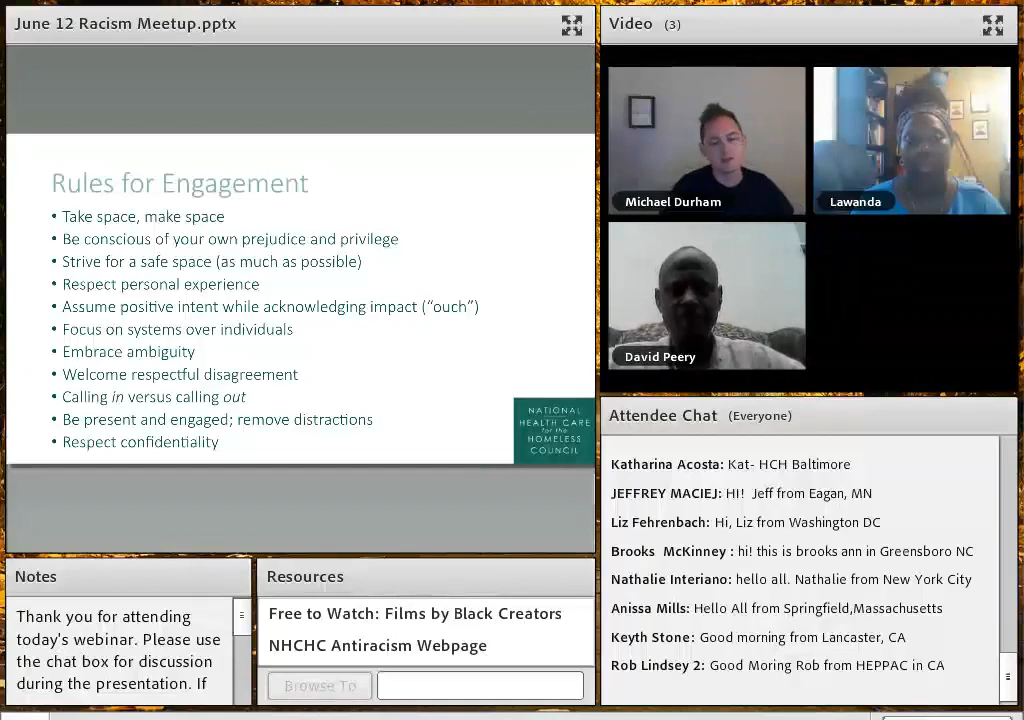 June 12 Racism Meetup.pptx
Rules for Engagement
• Take space, make space
• Be conscious of your own prejudice and privilege
• Strive for a safe space (as much as possible)
• Respect personal experience
• Assume positive intent while acknowledging impact (“ouch”)
• Focus on systems over individuals
• Embrace ambiguity
• Welcome respectful disagreement
• Calling in versus calling out
• Be present and engaged; remove distractions
• Respect confidentiality
NATIONAL
HEALTH CARE
for the
HOMELESS
COUNCIL
Video (3)
Michael Durham
Lawanda
David Peery
Attendee Chat (Everyone)
Katharina Acosta: Kat- HCH Baltimore
JEFFREY MACIEJ: HI! Jeff from Eagan, MN
Liz Fehrenbach: Hi, Liz from Washington DC
Brooks McKinney : hi! this is brooks ann in Greensboro NC
Nathalie Interiano: hello all. Nathalie from New York City
Anissa Mills: Hello All from Springfield,Massachusetts
Keyth Stone: Good morning from Lancaster, CA
Rob Lindsey 2: Good Moring Rob from HEPPAC in CA
Notes
Thank you for attending
today's webinar. Please use
the chat box for discussion
during the presentation. If
Resources
Free to Watch: Films by Black Creators
NHCHC Antiracism Webpage
Browse To